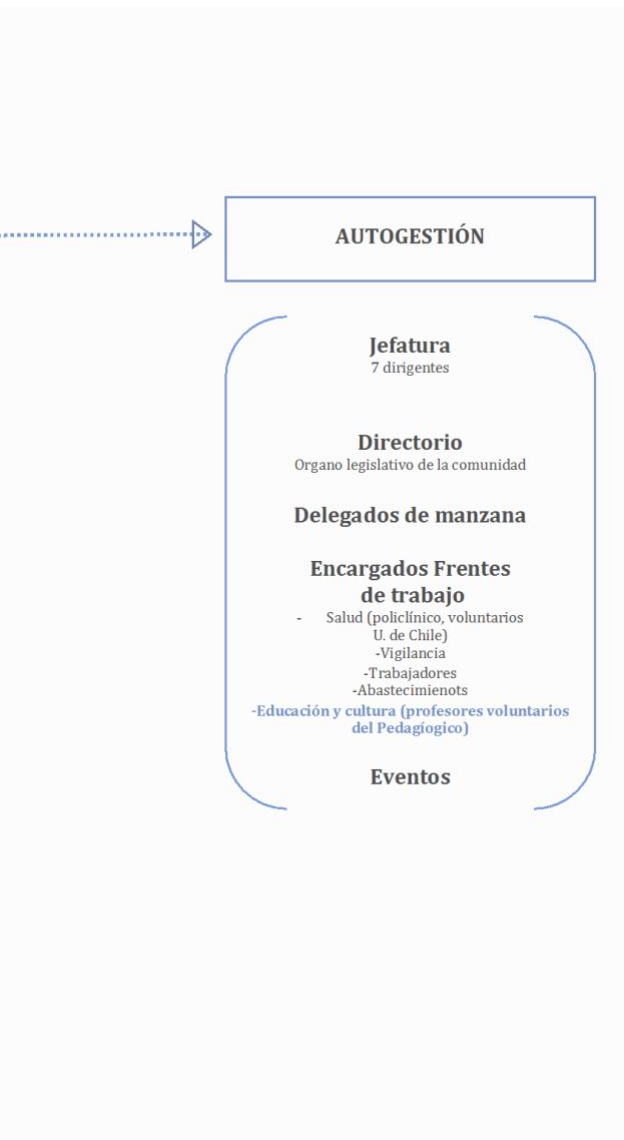 AUTOGESTIÓN
Jefatura
7 dirigentes
Directorio
Organo legislativo de la comunidad
Delegados de manzana
Encargados Frentes
de trabajo
- Salud (policlínico, voluntarios
U. de Chile)
-Vigilancia
-Trabajadores
-Abastecimienots
-Educación y cultura (profesores voluntarios
del Pedagíogico)
Eventos